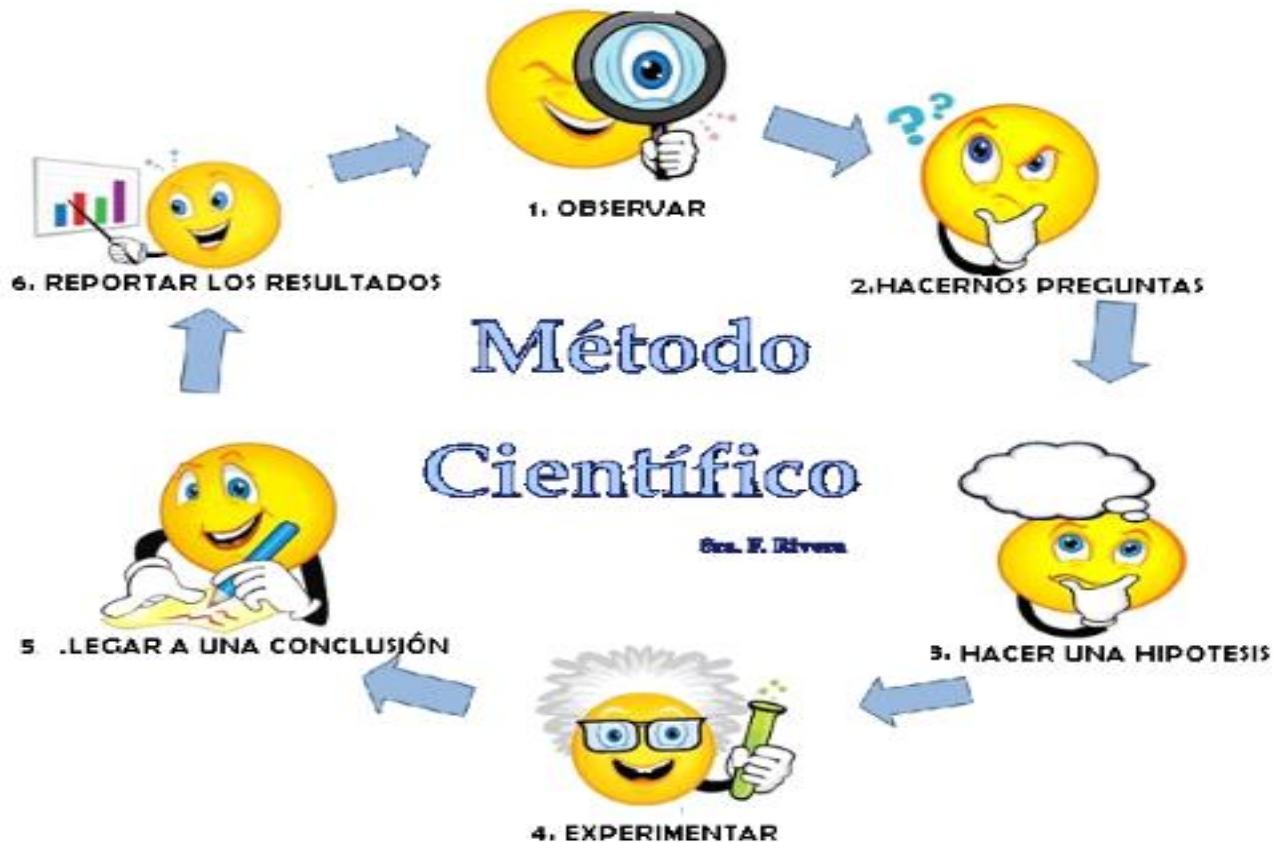 1. OBSERVAR
2.HACERNOS PREGUNTAS
3. HACER UNA HIPOTESIS
4. EXPERIMENTAR
5 .LEGAR A UNA CONCLUSIÓN
6. REPORTAR LOS RESULTADOS
Método
Científico
Sra. F. Rivera